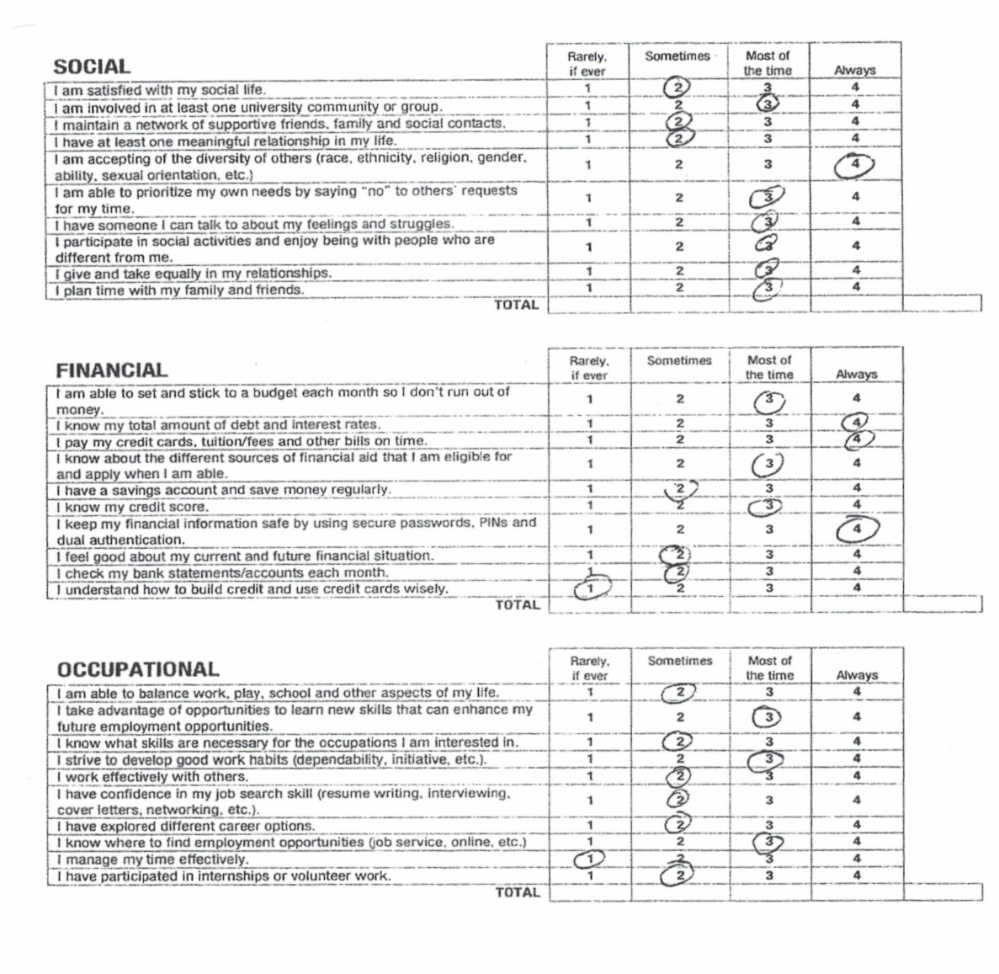 SOCIAL Rarely, if ever Sometimes Most of the time Always
I am satisfied with my social life. 1 2 3 4
I am involved in at least one university community or group. 1 2 3 4
I maintain a network of supportive friends, family and social contacts. 1 2 3 4
I have at least one meaningful relationship in my life. 1 2 3 4
I am accepting of the diversity of others (race, ethnicity, religion, gender,
ability, sexual orientation, etc.) 1 2 3 4
I am able to prioritize my own needs by saying "no" to others' requests
for my time. 1 2 3 4
I have someone I can talk to about my feelings and struggles. 1 2 3 4
I participate in social activities and enjoy being with people who are
different from me. 1 2 3 4
I give and take equally in my relationships. 1 2 3 4
I plan time with my family and friends. 1 2 3 4
TOTAL
FINANCIAL Rarely, if ever Sometimes Most of the time Always
I am able to set and stick to a budget each month so I don't run out of
money. 1 2 3 4
I know my total amount of debt and interest rates. 1 2 3 4
I pay my credit cards, tuition/fees and other bills on time. 1 2 3 4
I know about the different sources of financial aid that I am eligible for
and apply when I am able. 1 2 3 4
I have a savings account and save money regularly. 1 2 3 4
I know my credit score. 1 2 3 4
I keep my financial information safe by using secure passwords, PINs and
dual authentication. 1 2 3 4
I feel good about my current and future financial situation. 1 2 3 4
I check my bank statements/accounts each month. 1 2 3 4
I understand how to build credit and use credit cards wisely. 1 2 3 4
TOTAL
OCCUPATIONAL Rarely, if ever Sometimes Most of the time Always
I am able to balance work, play, school and other aspects of my life. 1 2 3 4
I take advantage of opportunities to learn new skills that can enhance my
future employment opportunities. 1 2 3 4
I know what skills are necessary for the occupations I am interested in. 1 2 3 4
I strive to develop good work habits (dependability, initiative, etc.). 1 2 3 4
I work effectively with others. 1 2 3 4
I have confidence in my job search skill (resume writing, interviewing,
cover letters, networking, etc.). 1 2 3 4
I have explored different career options. 1 2 3 4
I know where to find employment opportunities (job service, online, etc.) 1 2 3 4
I manage my time effectively. 1 2 3 4
I have participated in internships or volunteer work. 1 2 3 4
TOTAL